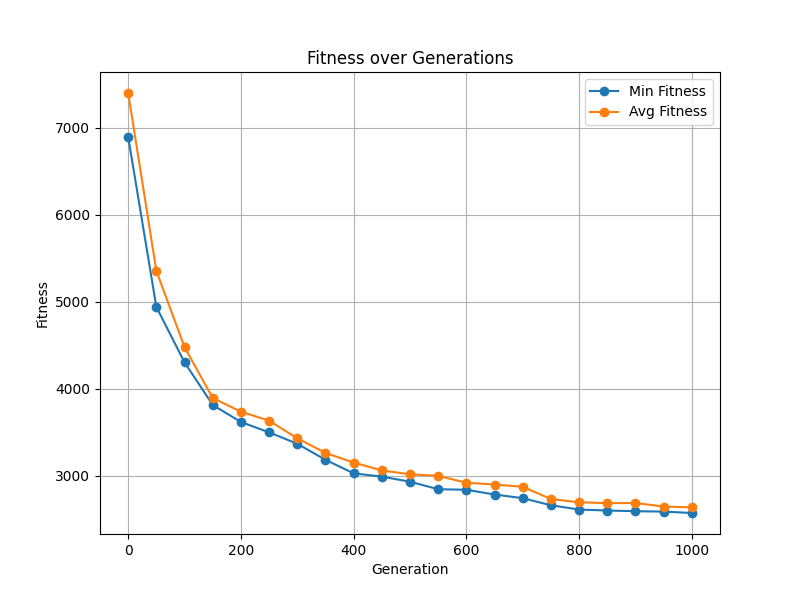 Fitness over Generations
Min Fitness
Avg Fitness
7000
6000
5000
4000
3000
Fitness
0 200 400 600 800 1000
Generation